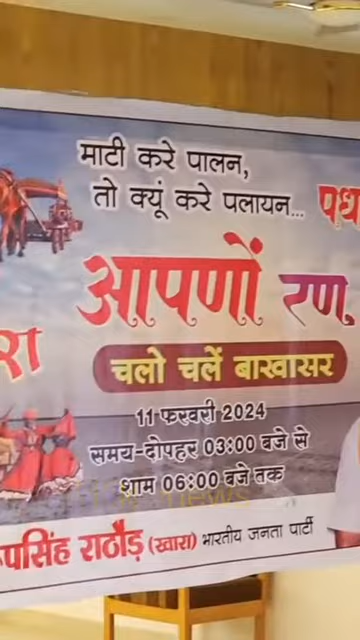 माटी करे पालन,
तो क्यूं करे पलायन...
आपणों रण
चलो चलें बाखासर
11 फरवरी 2024
समय-दोपहर 03:00 बजे से
शाम 06:00 बजे तक
राठौड़ (खारा) भारतीय जनता पार्टी